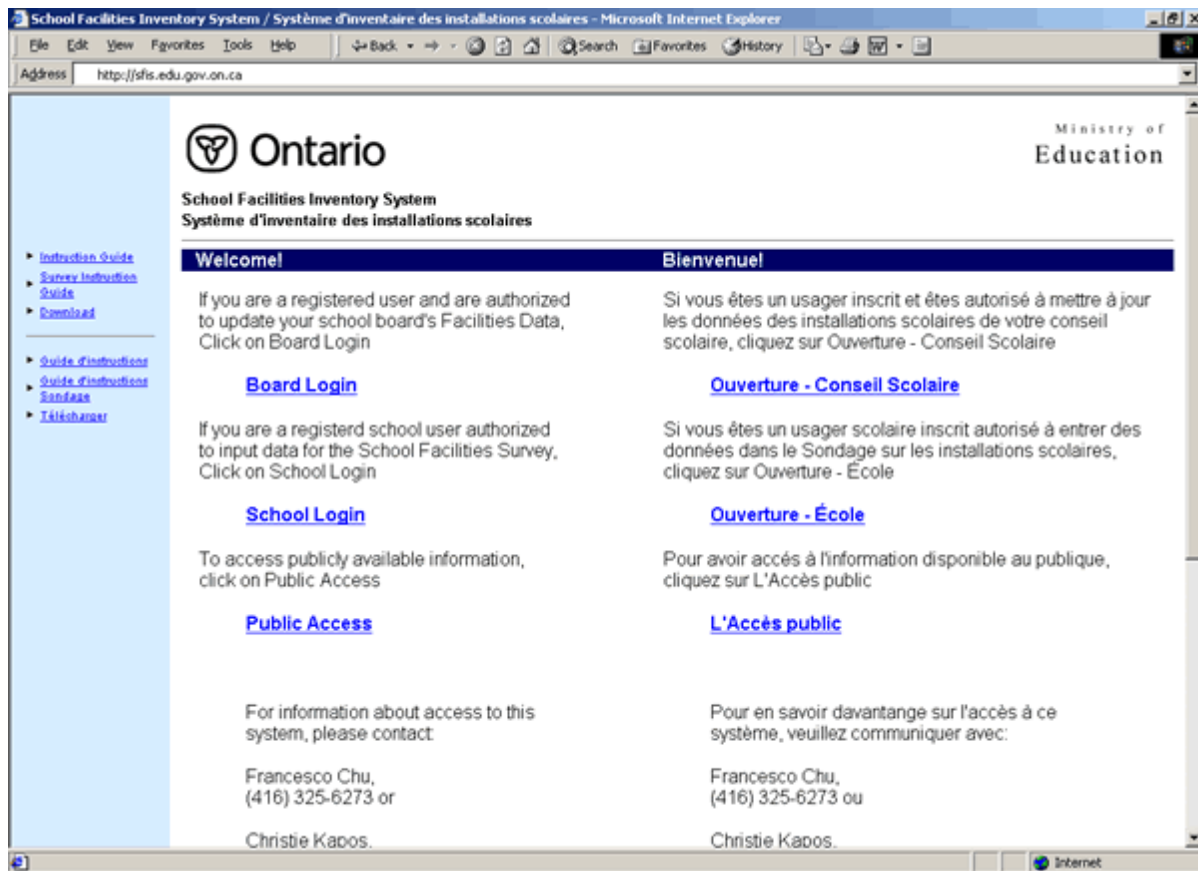 School Facilities Inventory System / Système d'inventaire des installations scolaires - Microsoft Internet Explorer
File Edit View Favorites Tools Help Back Search Favorites History
Address http://sfis.edu.gov.on.ca
Ontario
Ministry of
Education
School Facilities Inventory System
Système d'inventaire des installations scolaires
Instruction Guide
Survey Instruction
Guide
Download
Guide d'instructions
Guide d'instructions
Sondage
Télécharger
Welcome!
If you are a registered user and are authorized
to update your school board's Facilities Data,
Click on Board Login
Board Login
If you are a registerd school user authorized
to input data for the School Facilities Survey,
Click on School Login
School Login
To access publicly available information,
click on Public Access
Public Access
For information about access to this
system, please contact:
Francesco Chu,
(416) 325-6273 or
Christie Kapos,
Bienvenue!
Si vous êtes un usager inscrit et êtes autorisé à mettre à jour
les données des installations scolaires de votre conseil
scolaire, cliquez sur Ouverture - Conseil Scolaire
Ouverture - Conseil Scolaire
Si vous êtes un usager scolaire inscrit autorisé à entrer des
données dans le Sondage sur les installations scolaires,
cliquez sur Ouverture - École
Ouverture - École
Pour avoir accés à l'information disponible au publique,
cliquez sur L'Accès public
L'Accès public
Pour en savoir davantange sur l'accès à ce
système, veuillez communiquer avec:
Francesco Chu,
(416) 325-6273 ou
Christie Kapos,
Internet